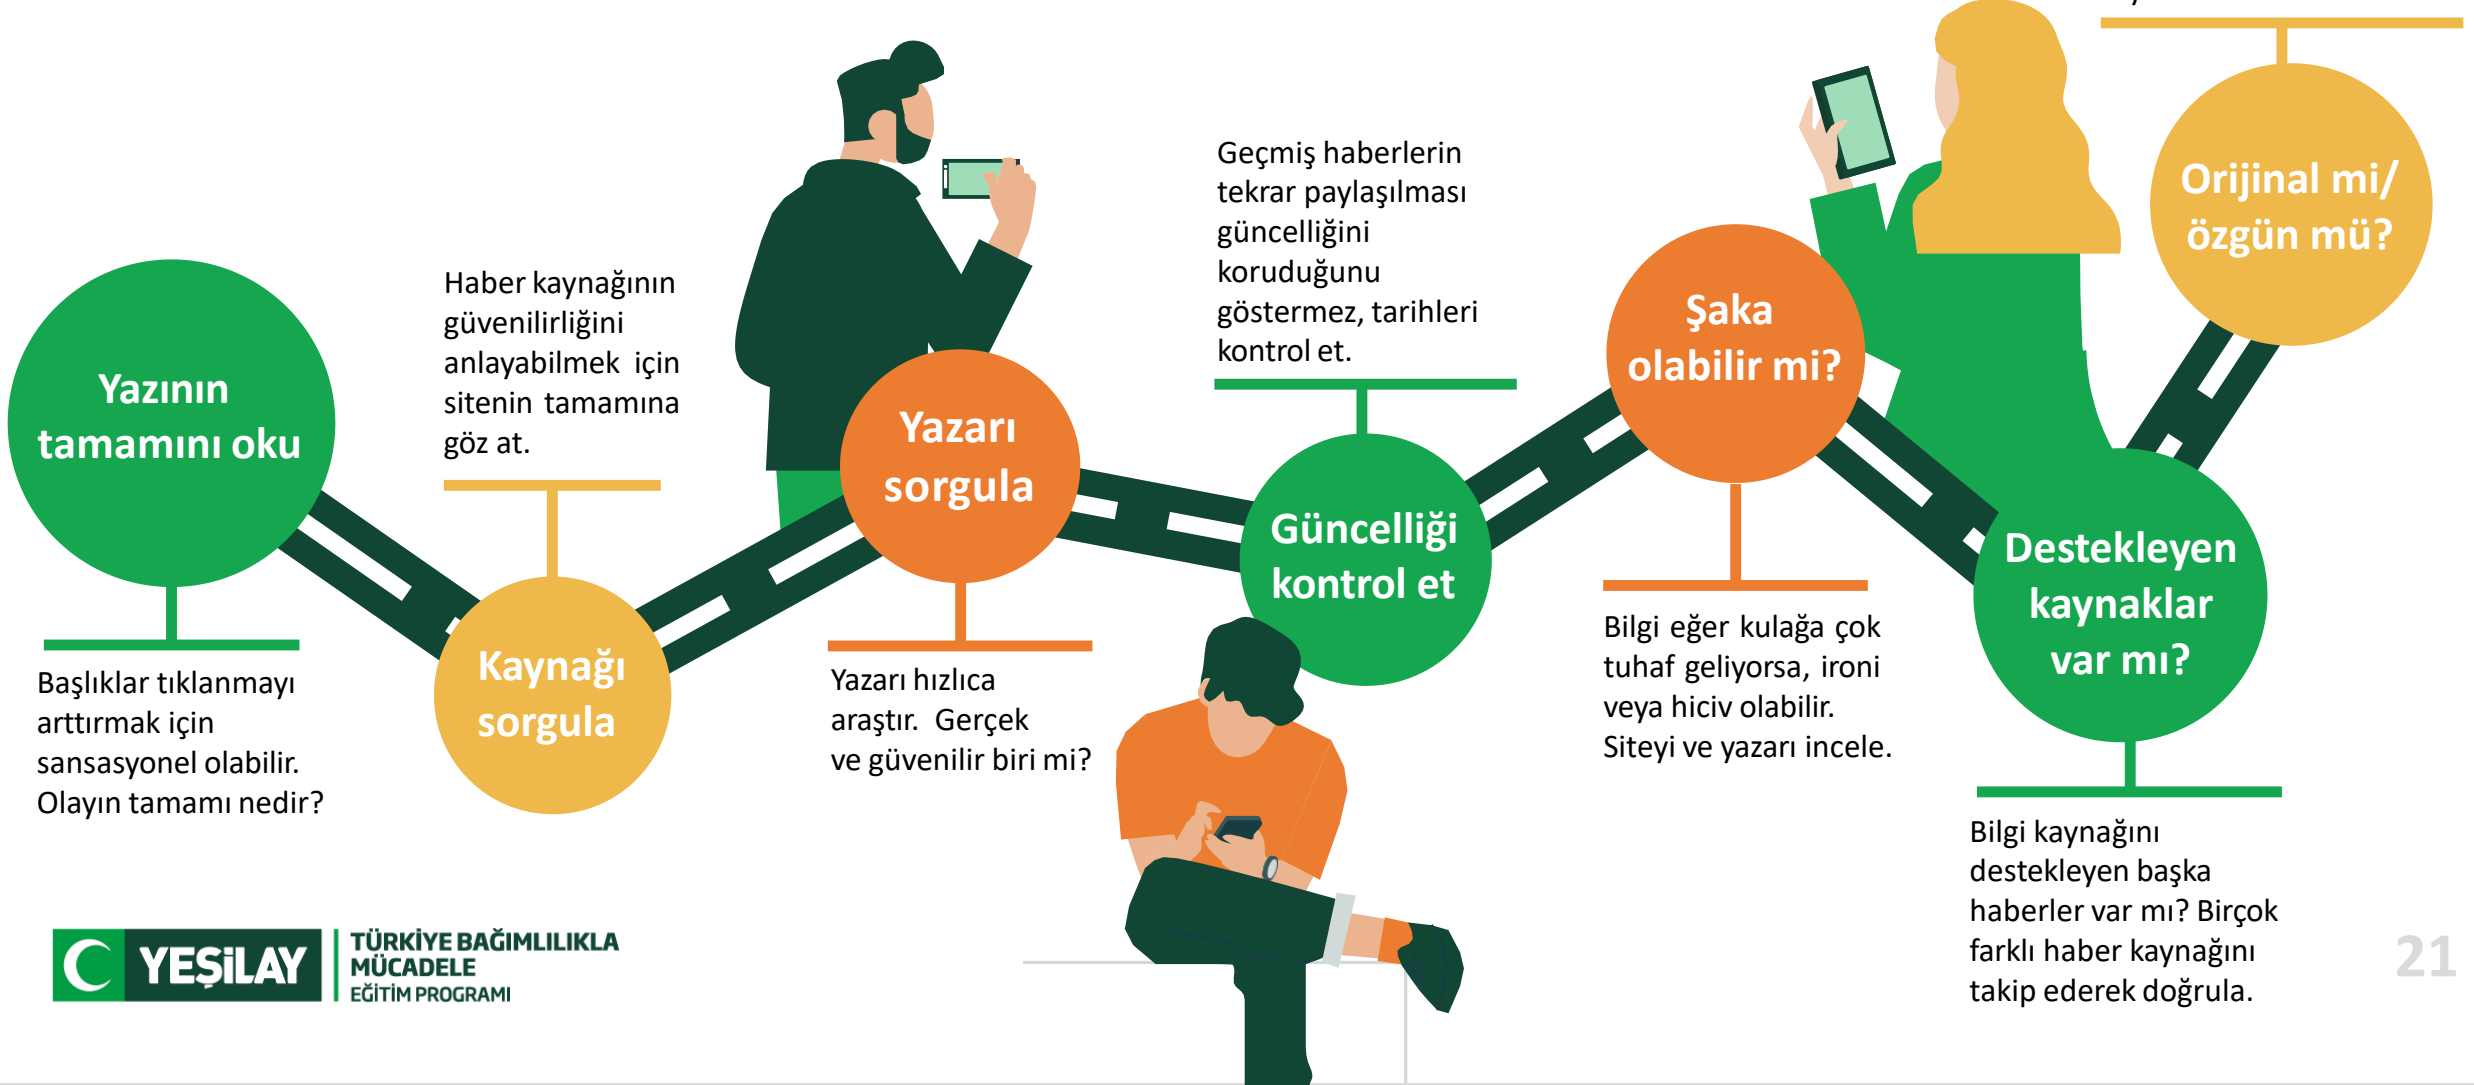 Yazının
tamamını oku
Başlıklar tıklanmayı
arttırmak için
sansasyonel olabilir.
Olayın tamamı nedir?
Haber kaynağının
güvenilirliğini
anlayabilmek için
sitenin tamamına
göz at.
Kaynağı
sorgula
Yazarı
sorgula
Yazarı hızlıca
araştır. Gerçek
ve güvenilir biri mi?
Geçmiş haberlerin
tekrar paylaşılması
güncelliğini
koruduğunu
göstermez, tarihleri
kontrol et.
Güncelliği
kontrol et
Şaka
olabilir mi?
Bilgi eğer kulağa çok
tuhaf geliyorsa, ironi
veya hiciv olabilir.
Siteyi ve yazarı incele.
Destekleyen
kaynaklar
var mı?
Bilgi kaynağını
destekleyen başka
haberler var mı? Birçok
farklı haber kaynağını
takip ederek doğrula.
Orijinal mi/
özgün mü?
YEŞİLAY
TÜRKİYE BAĞIMLILIKLA
MÜCADELE
EĞİTİM PROGRAMI
21